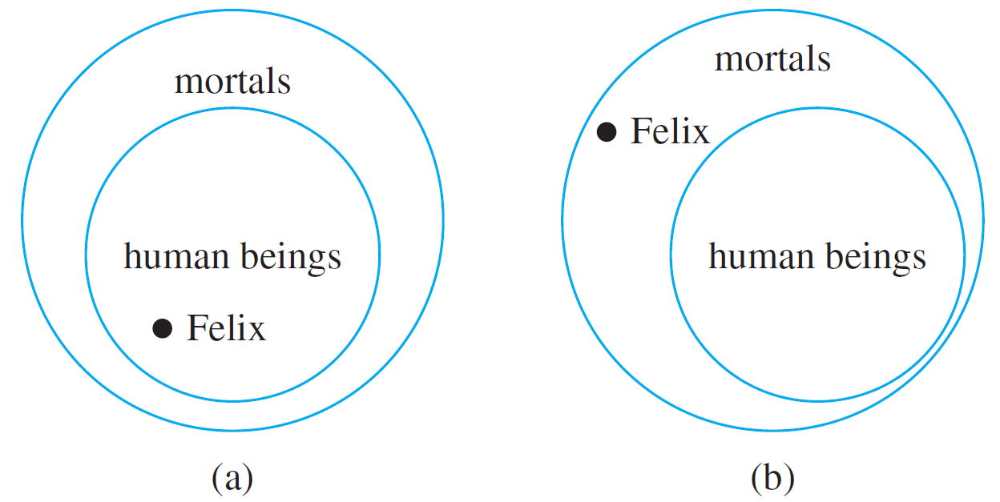 mortals
human beings
Felix
(a)
mortals
Felix
human beings
(b)